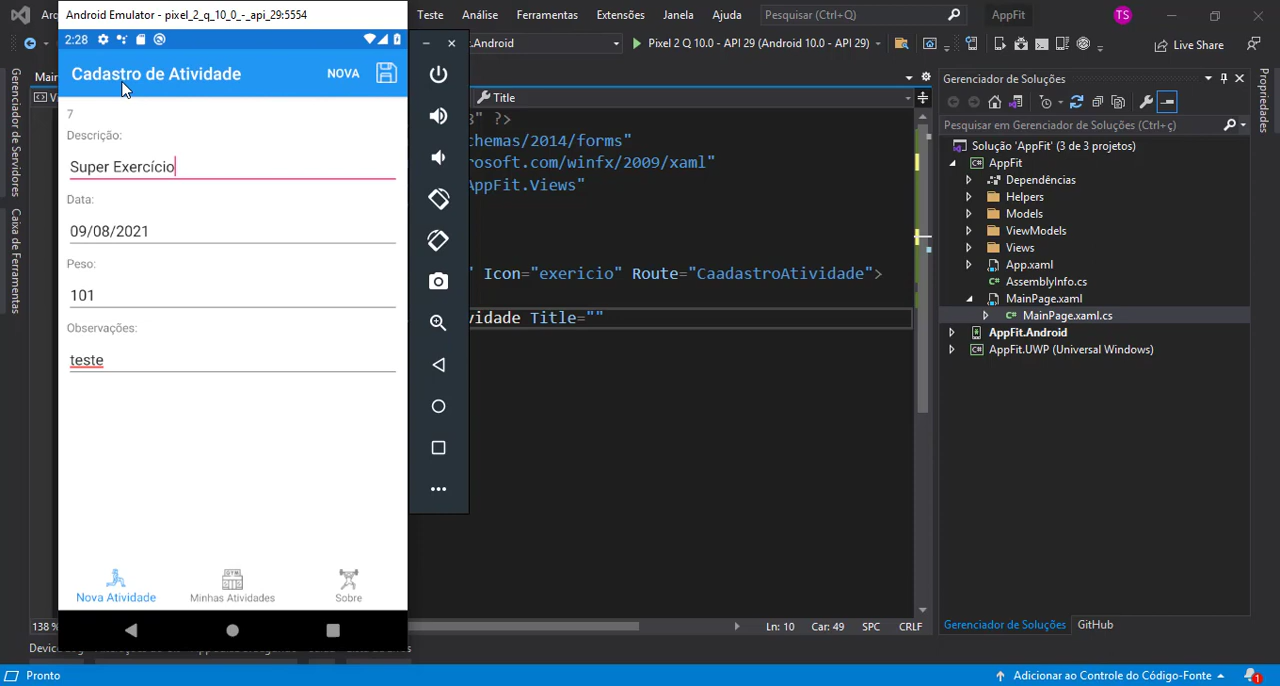 Android Emulator - pixel_2_q_10_0_-_api_29:5554
Teste Análise Ferramentas Extensões Janela Ajuda Pesquisar (Ctrl+Q) AppFit TS
2:28
.Android Pixel 2 Q 10.0 - API 29 (Android 10.0 - API 29) Live Share
Cadastro de Atividade NOVA
Title
3" ?>
schemas/2014/forms"
rosoft.com/winfx/2009/xaml"
AppFit.Views"
" Icon="exericio" Route="CaadastroAtividade">
vidade Title=""
7
Descrição:
Super Exercício
Data:
09/08/2021
Peso:
101
Observações:
teste
Nova Atividade Minhas Atividades Sobre
Gerenciador de Servidores
Caixa de Ferramentas
Gerenciador de Soluções
Pesquisar em Gerenciador de Soluções (Ctrl+ç)
Solução 'AppFit' (3 de 3 projetos)
AppFit
Dependências
Helpers
Models
ViewModels
Views
App.xaml
AssemblyInfo.cs
MainPage.xaml
MainPage.xaml.cs
AppFit.Android
AppFit.UWP (Universal Windows)
Propriedades
138 % Ln: 10 Car: 49 SPC CRLF
Gerenciador de Soluções GitHub
Pronto Adicionar ao Controle do Código-Fonte 1